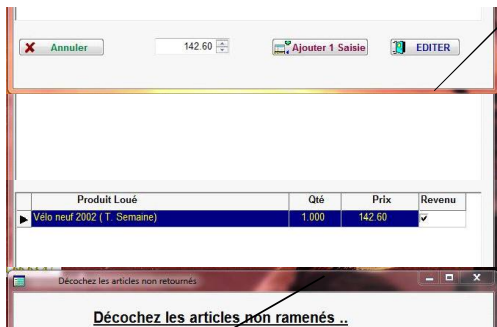 Annuler 142.60 Ajouter 1 Saisie EDITER
Produit Loué Qté Prix Revenu
Vélo neuf 2002 ( T. Semaine) 1.000 142.60
Décochez les articles non retournés
Décochez les articles non ramenés ..